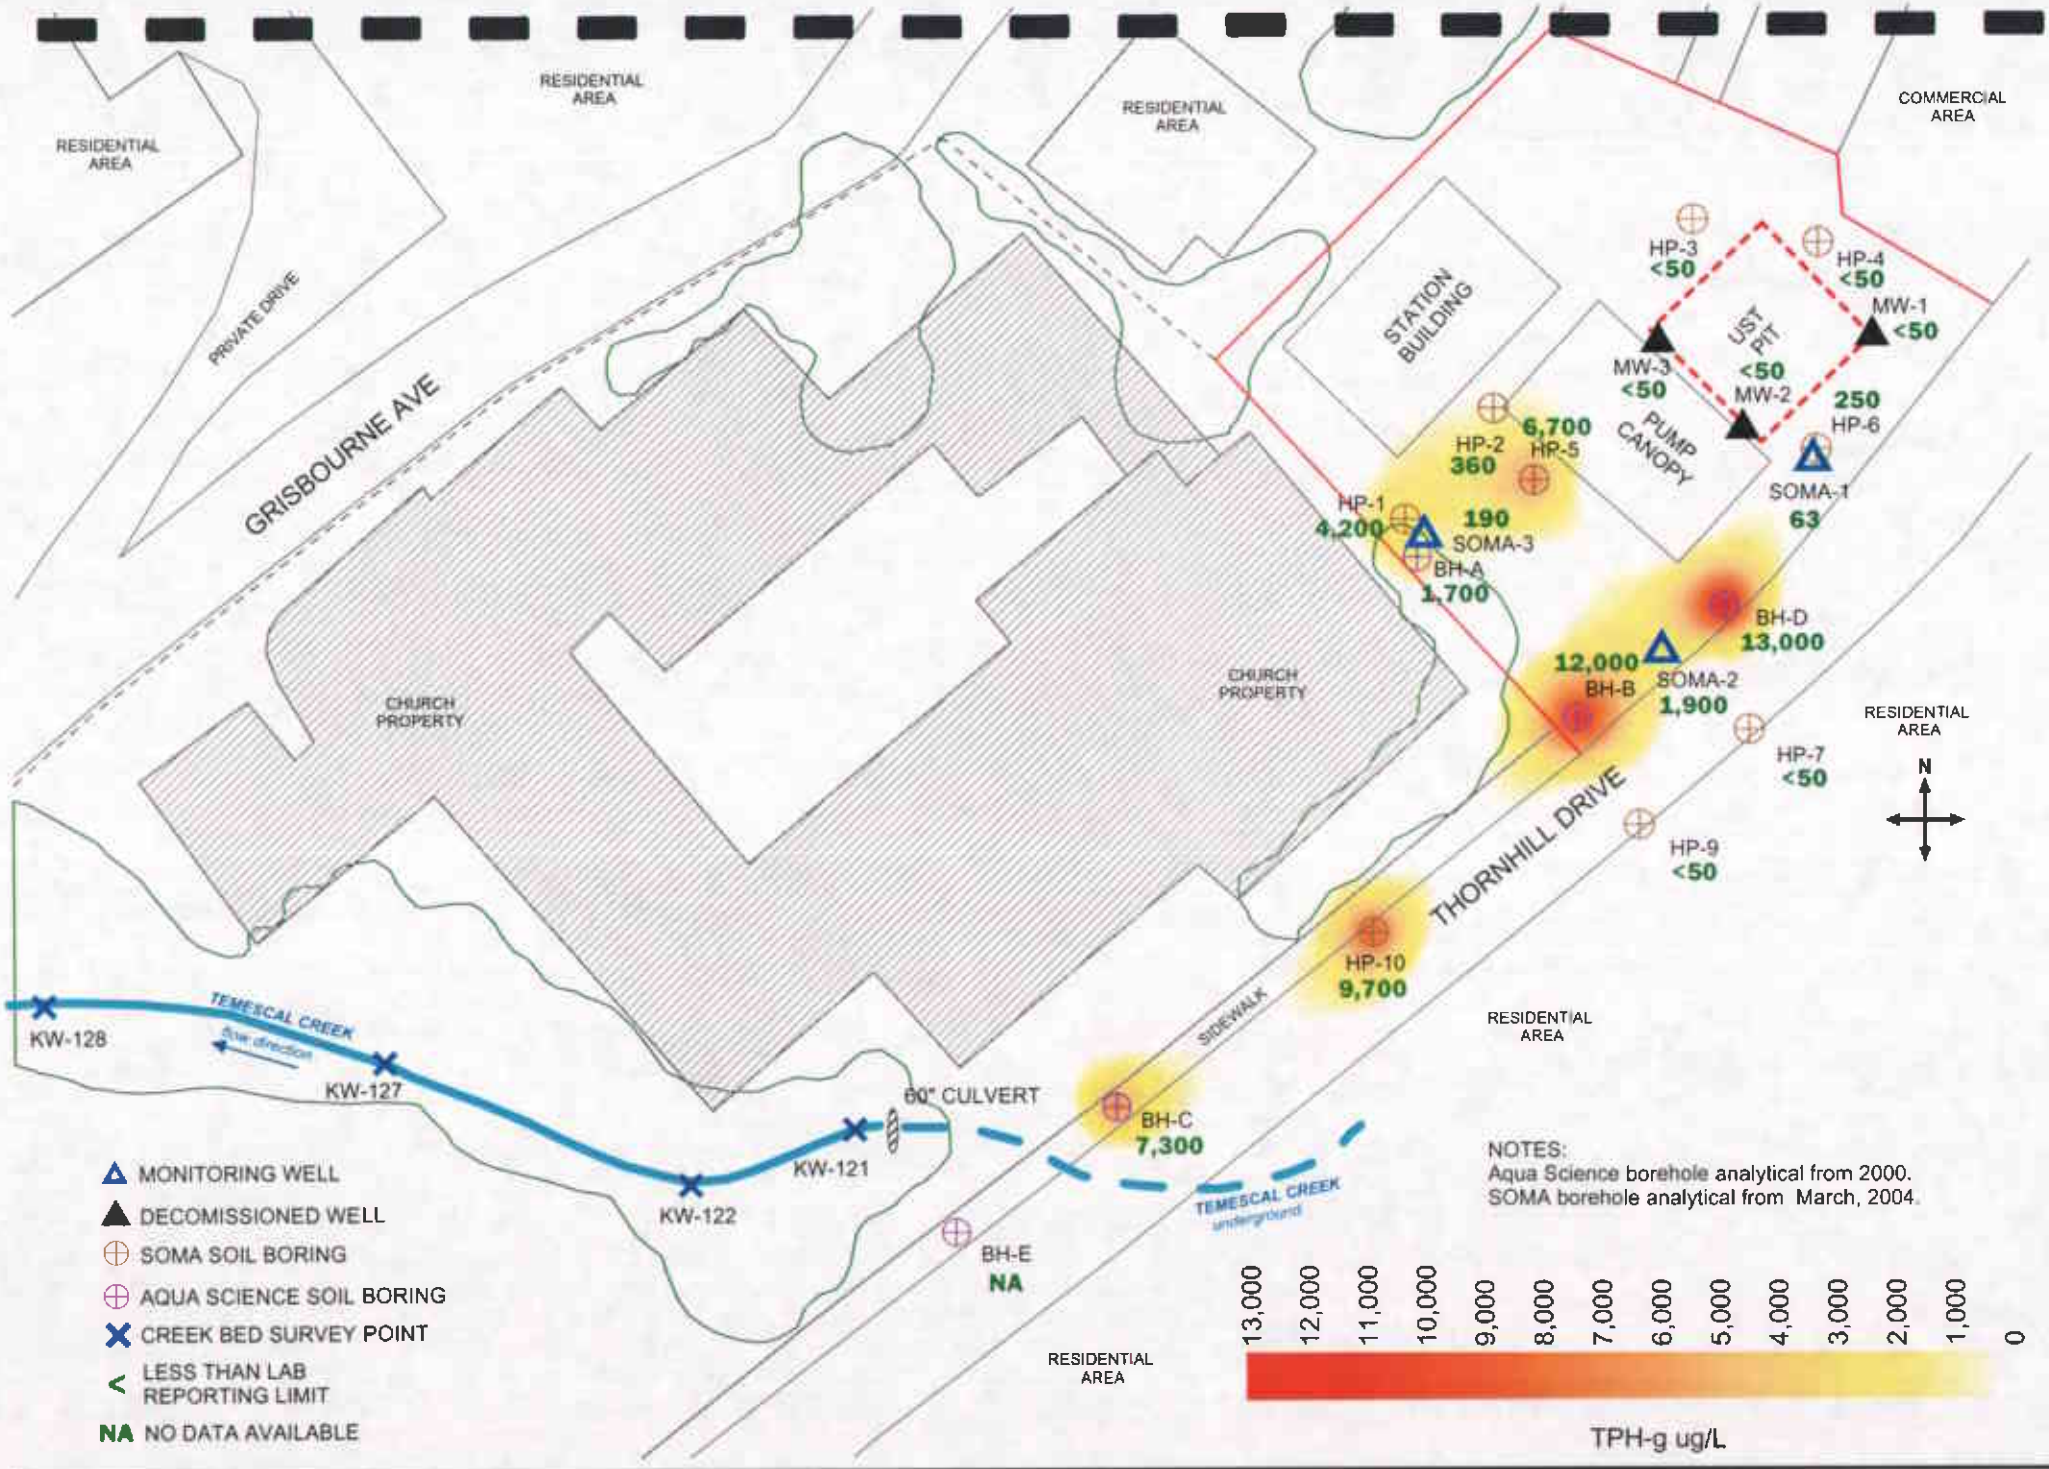 RESIDENTIAL
AREA
RESIDENTIAL
AREA
RESIDENTIAL
AREA
COMMERCIAL
AREA
PRIVATE DRIVE
GRISBOURNE AVE
STATION
BUILDING
HP-3
<50
HP-4
<50
MW-1
<50
UST
PIT
<50
MW-2
MW-3
<50
250
HP-6
PUMP
CANOPY
6,700
HP-5
HP-2
360
SOMA-1
63
HP-1
4,200
190
SOMA-3
BH-A
1,700
BH-D
13,000
12,000
BH-B
SOMA-2
1,900
CHURCH
PROPERTY
CHURCH
PROPERTY
RESIDENTIAL
AREA
HP-7
<50
N
THORNHILL DRIVE
HP-9
<50
HP-10
9,700
SIDEWALK
RESIDENTIAL
AREA
TEMESCAL CREEK
flow direction
KW-128
KW-127
60" CULVERT
BH-C
7,300
KW-121
KW-122
TEMESCAL CREEK
underground
BH-E
NA
NOTES:
Aqua Science borehole analytical from 2000.
SOMA borehole analytical from March, 2004.
MONITORING WELL
DECOMISSIONED WELL
SOMA SOIL BORING
AQUA SCIENCE SOIL BORING
CREEK BED SURVEY POINT
< LESS THAN LAB
REPORTING LIMIT
NA NO DATA AVAILABLE
RESIDENTIAL
AREA
13,000
12,000
11,000
10,000
9,000
8,000
7,000
6,000
5,000
4,000
3,000
2,000
1,000
0
TPH-g ug/L